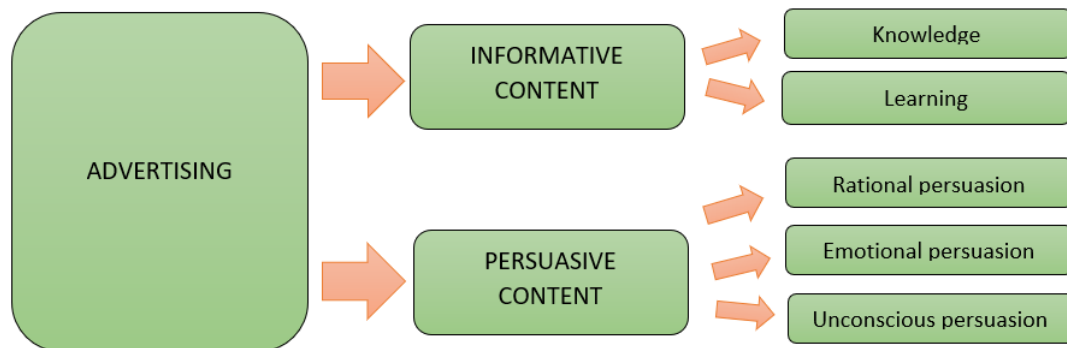 ADVERTISING
INFORMATIVE
CONTENT
Knowledge
Learning
PERSUASIVE
CONTENT
Rational persuasion
Emotional persuasion
Unconscious persuasion